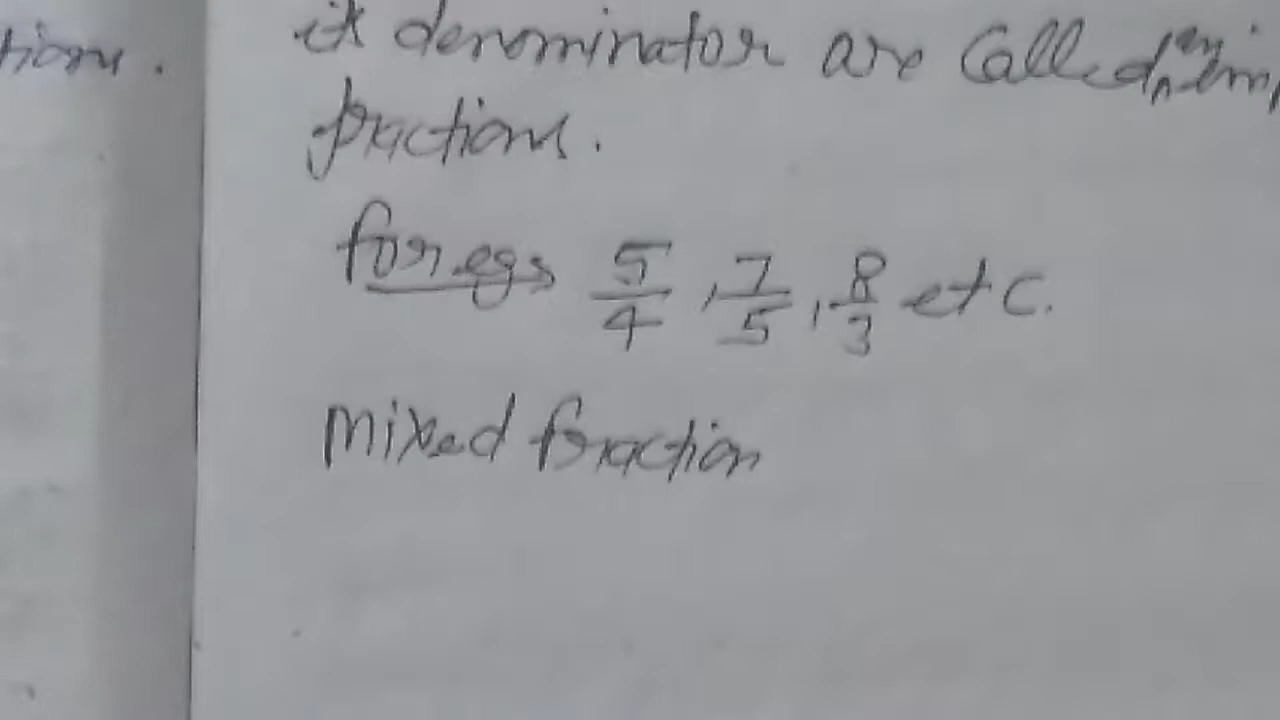 tions.
it denominator are called
fractions.
for egs 5/4, 7/5, 8/3 etc.
mixed fraction